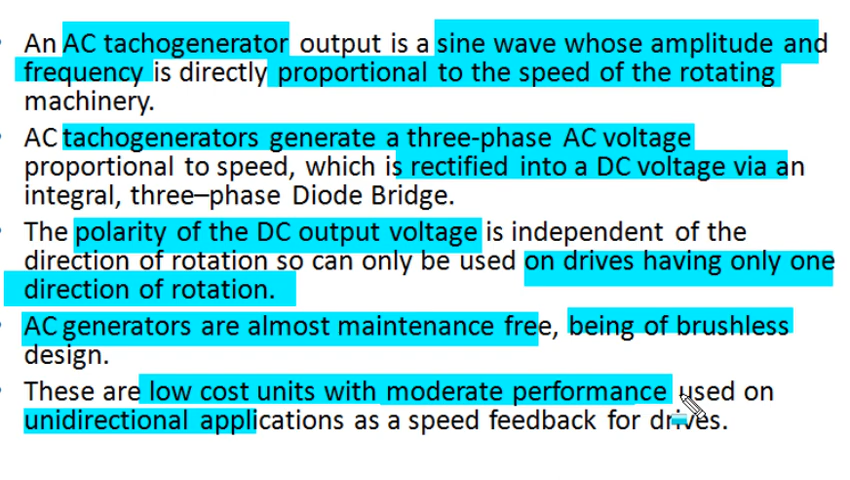 • An AC tachogenerator output is a sine wave whose amplitude and
frequency is directly proportional to the speed of the rotating
machinery.
• AC tachogenerators generate a three-phase AC voltage
proportional to speed, which is rectified into a DC voltage via an
integral, three–phase Diode Bridge.
• The polarity of the DC output voltage is independent of the
direction of rotation so can only be used on drives having only one
direction of rotation.
• AC generators are almost maintenance free, being of brushless
design.
• These are low cost units with moderate performance used on
unidirectional applications as a speed feedback for drives.